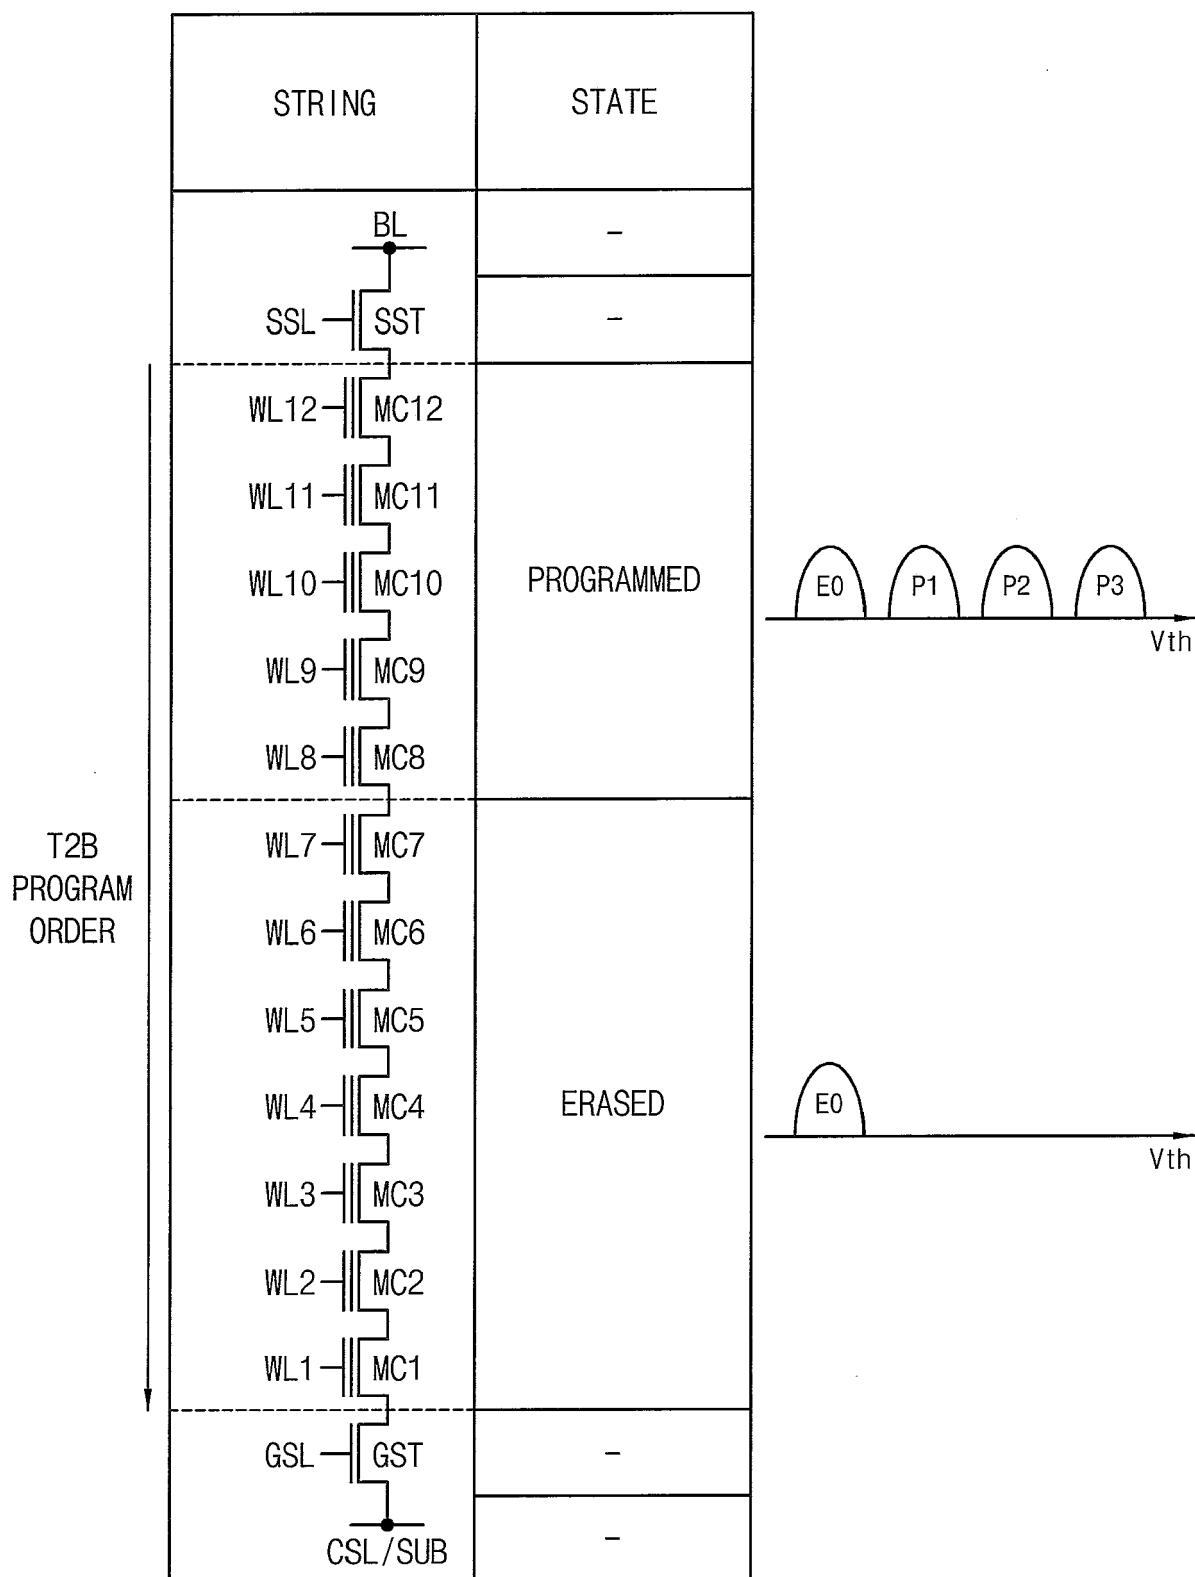 STRING STATE
BL –
SSL SST –
WL12 MC12
WL11 MC11
WL10 MC10 PROGRAMMED E0 P1 P2 P3
Vth
WL9 MC9
WL8 MC8
WL7 MC7
T2B
PROGRAM
ORDER
WL6 MC6
WL5 MC5
WL4 MC4 ERASED E0
Vth
WL3 MC3
WL2 MC2
WL1 MC1
GSL GST –
CSL/SUB –